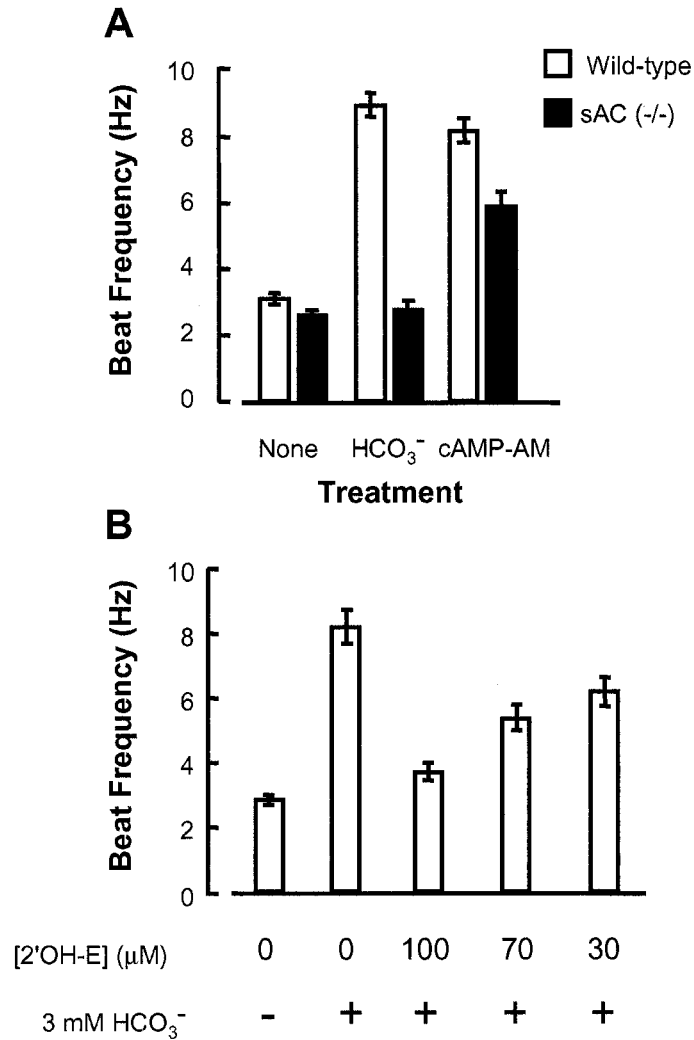 A
Wild-type
sAC (-/-)
Beat Frequency (Hz)
10
8
6
4
2
0
None HCO₃⁻ cAMP-AM
Treatment
B
Beat Frequency (Hz)
10
8
6
4
2
0
[2'OH-E] (μM) 0 0 100 70 30
3 mM HCO₃⁻ - + + + +